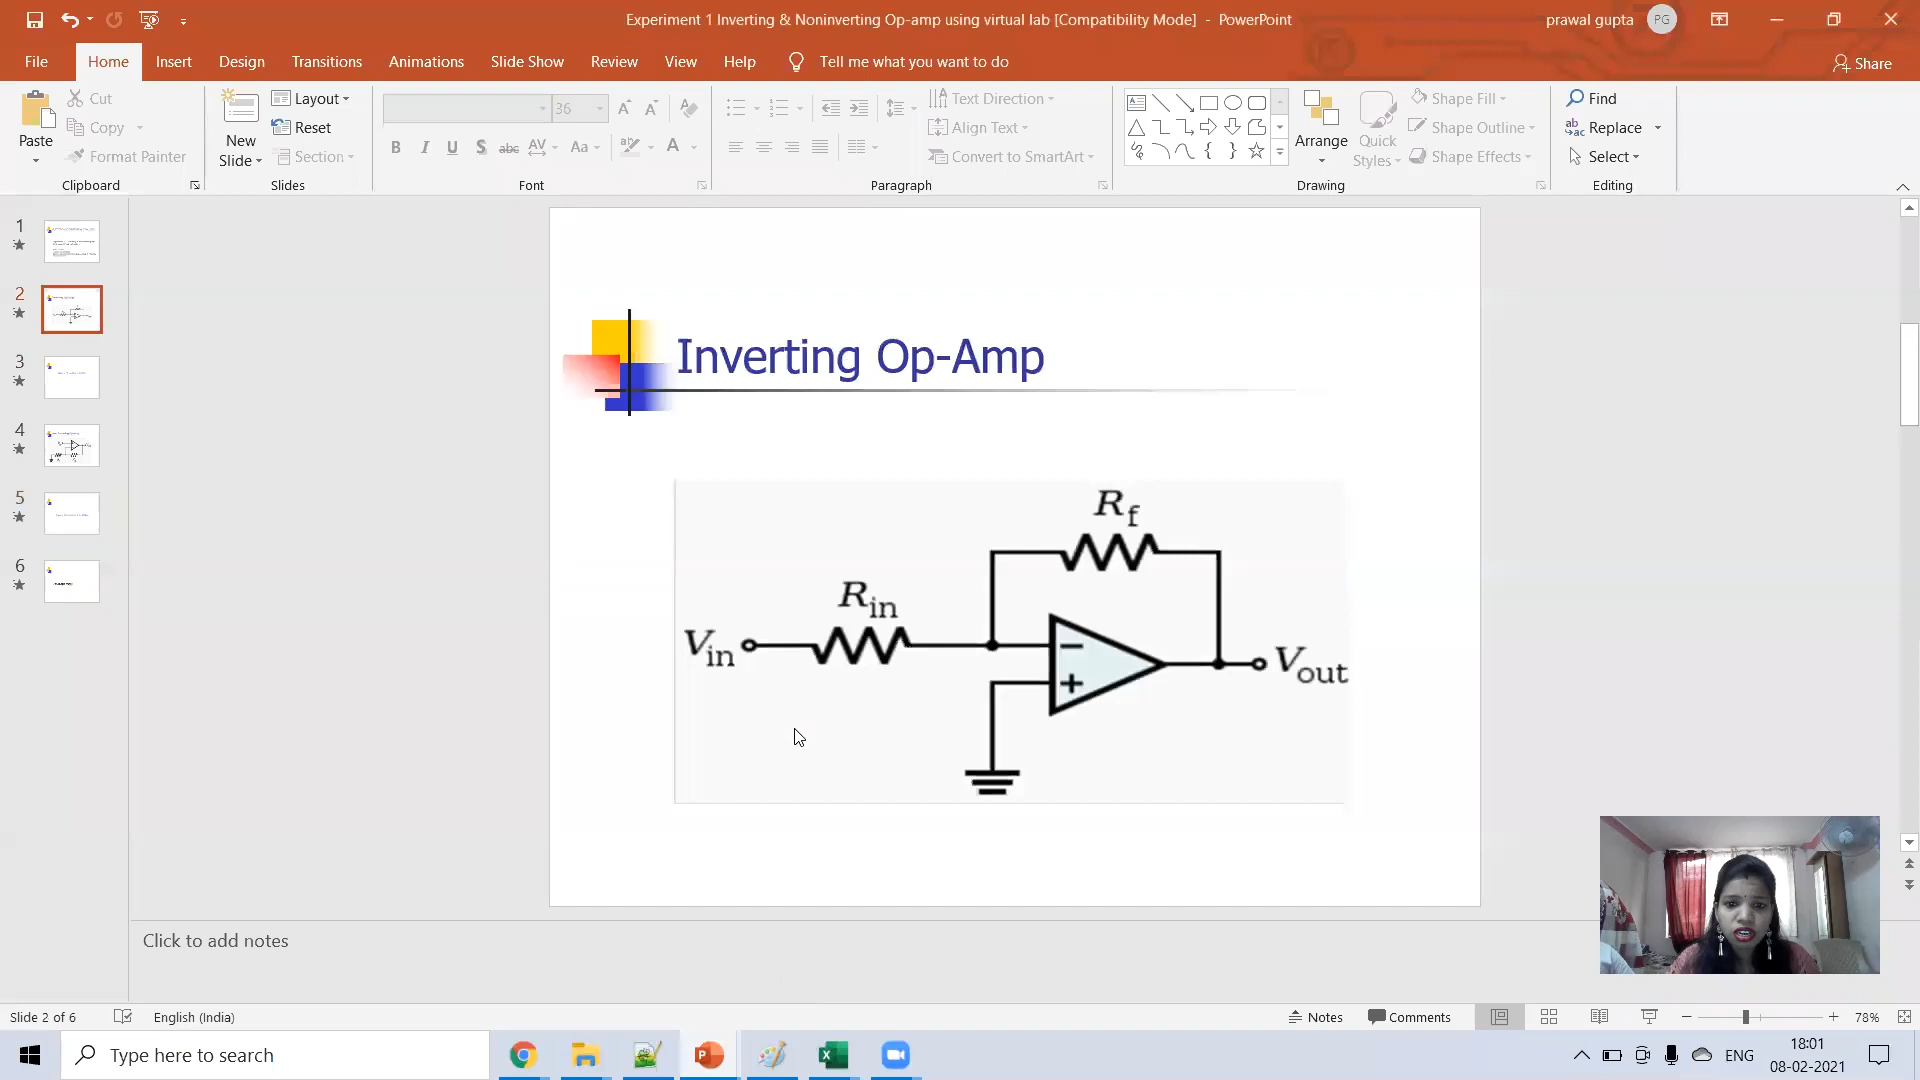 Experiment 1 Inverting & Noninverting Op-amp using virtual lab [Compatibility Mode] - PowerPoint
prawal gupta
PG
File
Home
Insert
Design
Transitions
Animations
Slide Show
Review
View
Help
Tell me what you want to do
Share
Paste
Cut
Copy
Format Painter
Clipboard
New Slide
Layout
Reset
Section
Slides
36
B I U S abc AV Aa A
Font
Text Direction
Align Text
Convert to SmartArt
Paragraph
Arrange
Quick Styles
Shape Fill
Shape Outline
Shape Effects
Drawing
Find
Replace
Select
Editing
1
2
3
4
5
6
Inverting Op-Amp
Rf
Rin
Vin
−
+
Vout
Click to add notes
Slide 2 of 6
English (India)
Notes
Comments
78%
Type here to search
ENG
18:01
08-02-2021